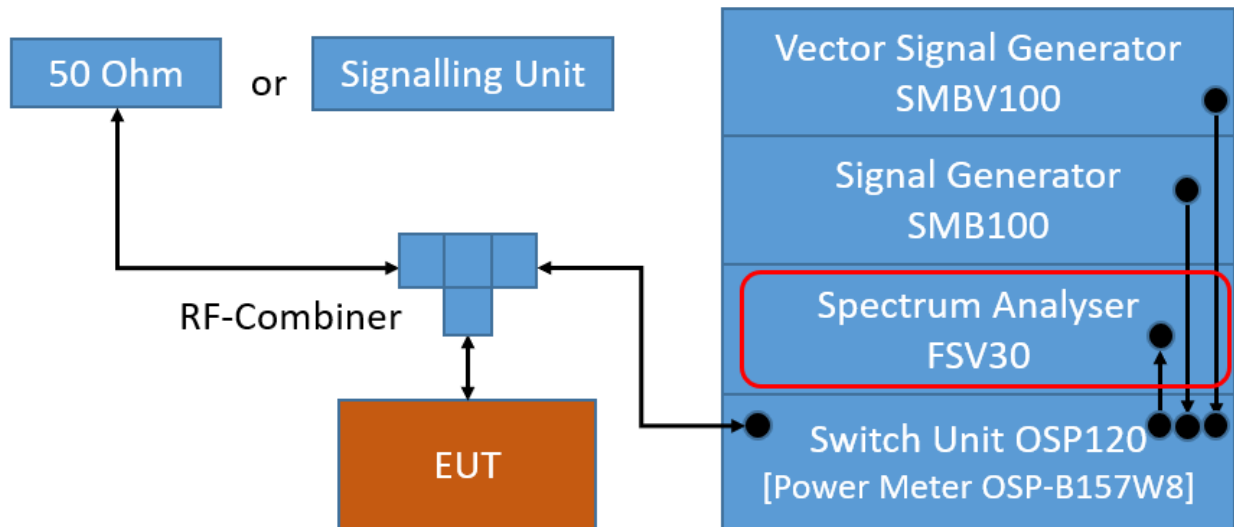 50 Ohm
or
Signalling Unit
RF-Combiner
EUT
Vector Signal Generator
SMBV100
Signal Generator
SMB100
Spectrum Analyser
FSV30
Switch Unit OSP120
[Power Meter OSP-B157W8]